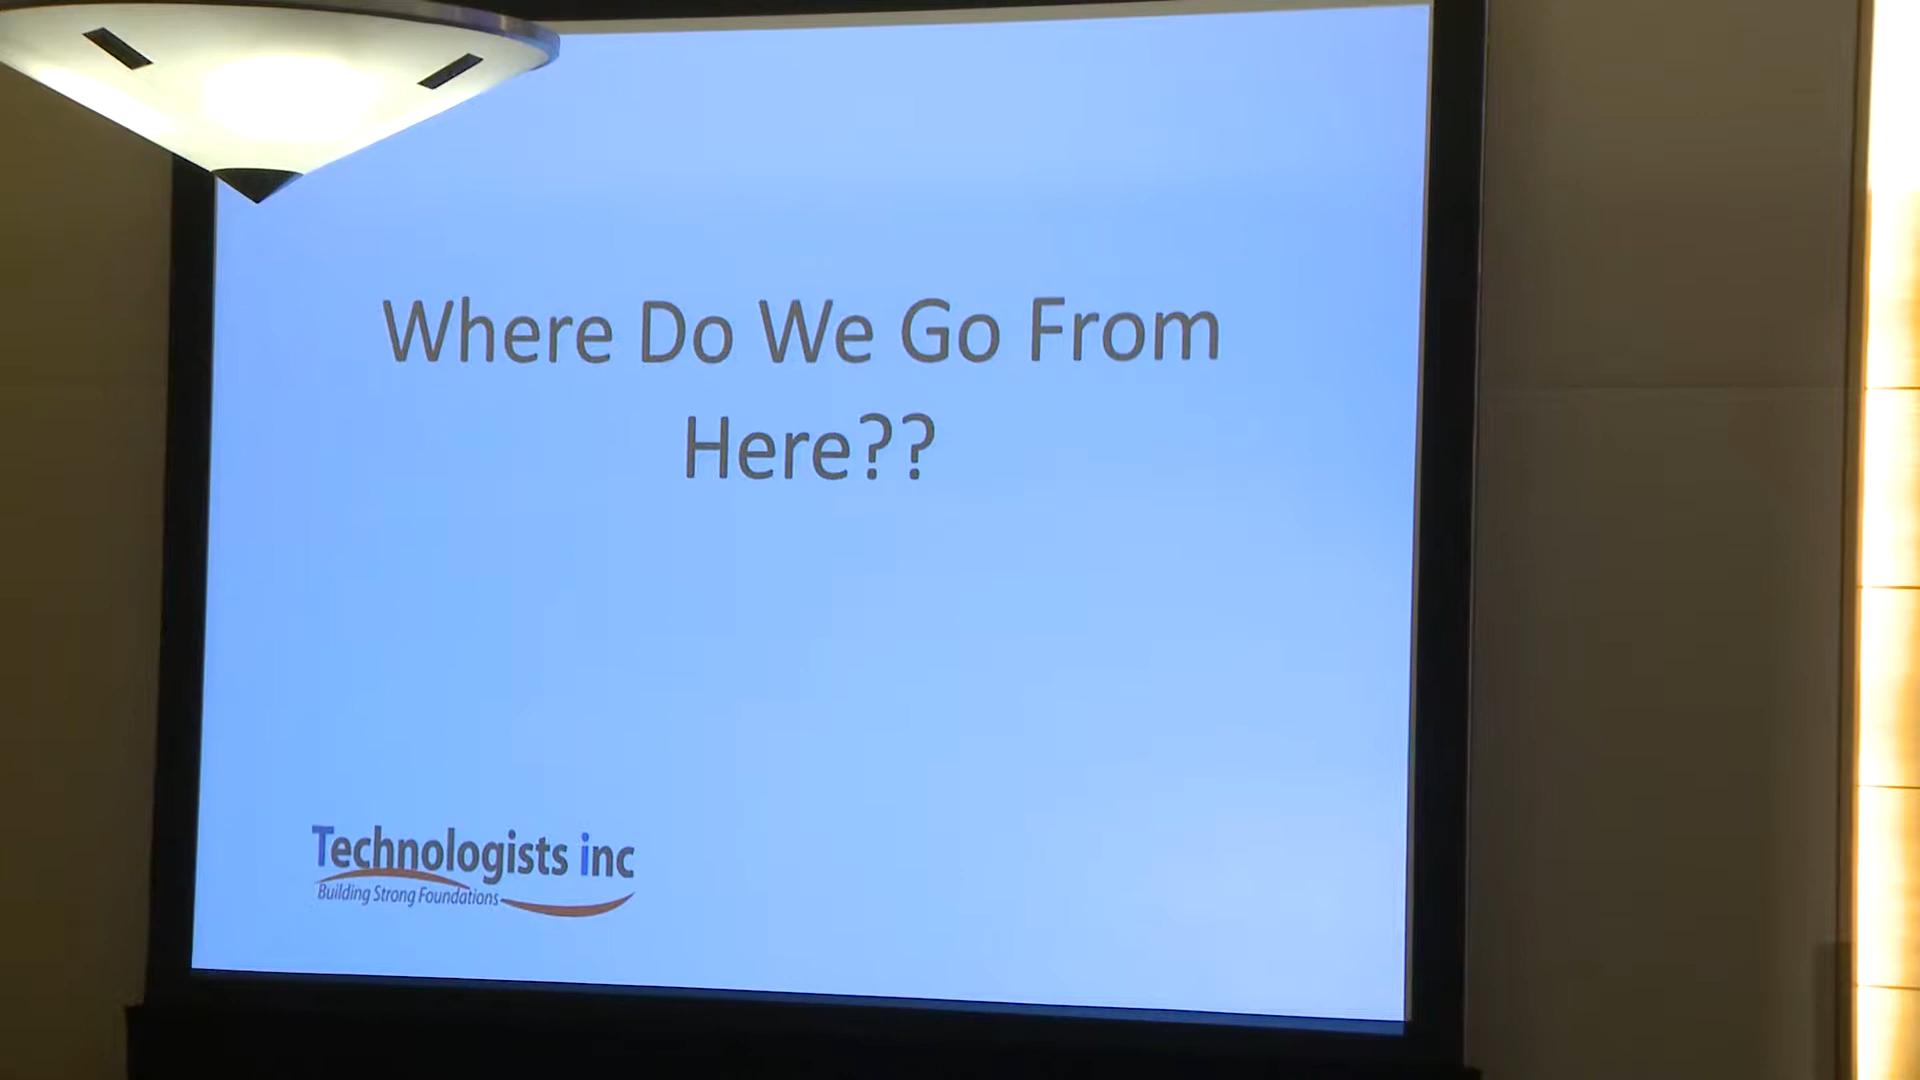 Where Do We Go From
Here??
Technologists inc
Building Strong Foundations